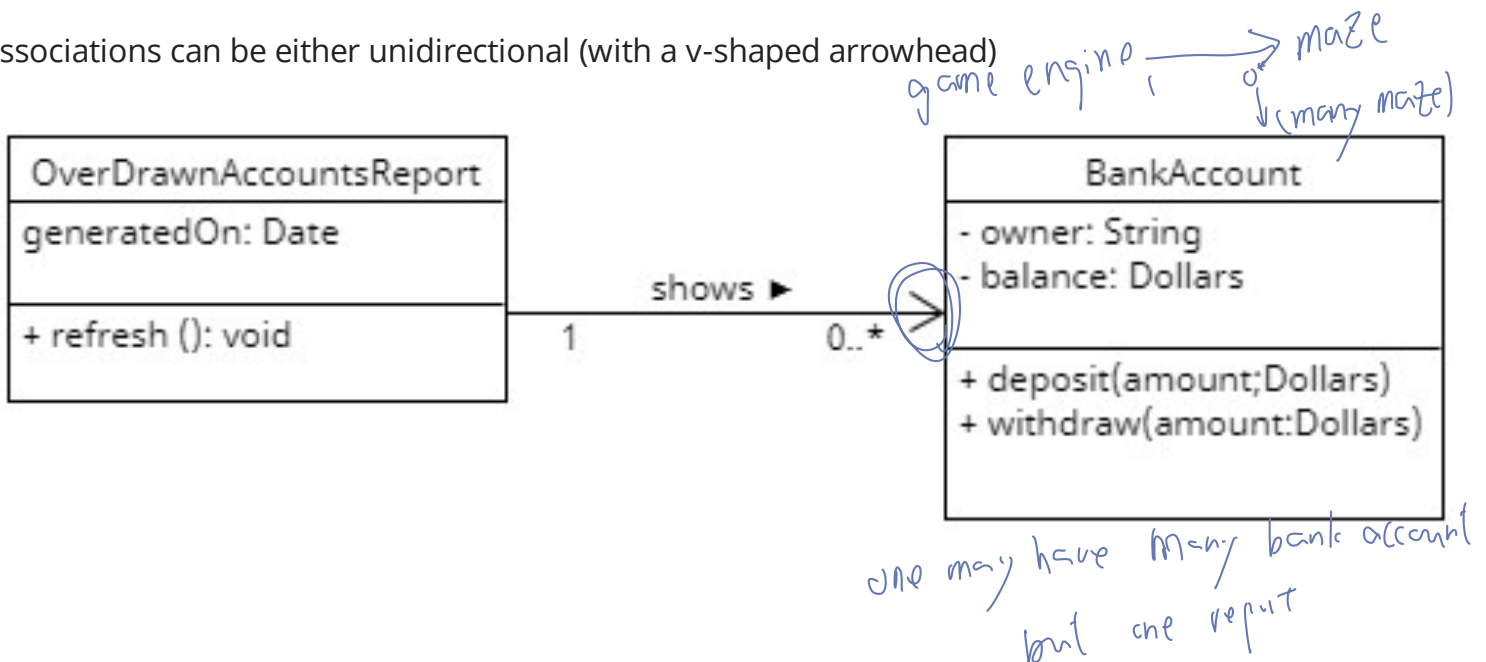 ssociations can be either unidirectional (with a v-shaped arrowhead)
game engine 1 maze
(many maze)
OverDrawnAccountsReport
generatedOn: Date
+ refresh (): void
shows ►
1
0..*
BankAccount
- owner: String
- balance: Dollars
+ deposit(amount;Dollars)
+ withdraw(amount:Dollars)
one may have many bank account
but one report